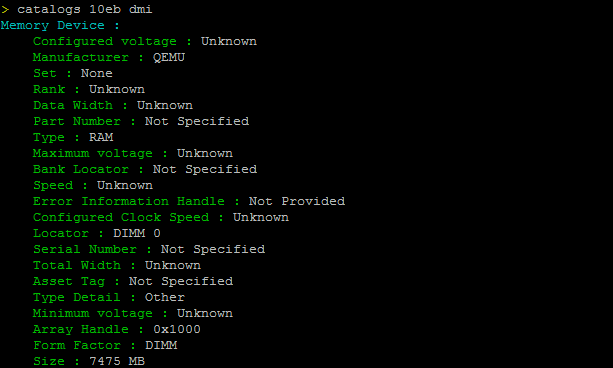 > catalogs 10eb dmi
Memory Device :
Configured voltage : Unknown
Manufacturer : QEMU
Set : None
Rank : Unknown
Data Width : Unknown
Part Number : Not Specified
Type : RAM
Maximum voltage : Unknown
Bank Locator : Not Specified
Speed : Unknown
Error Information Handle : Not Provided
Configured Clock Speed : Unknown
Locator : DIMM 0
Serial Number : Not Specified
Total Width : Unknown
Asset Tag : Not Specified
Type Detail : Other
Minimum voltage : Unknown
Array Handle : 0x1000
Form Factor : DIMM
Size : 7475 MB